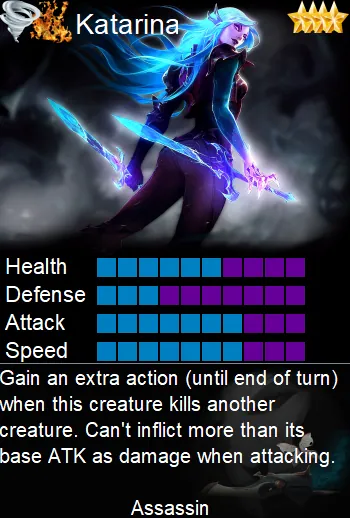 Katarina
Health
Defense
Attack
Speed
Gain an extra action (until end of turn)
when this creature kills another
creature. Can't inflict more than its
base ATK as damage when attacking.
Assassin